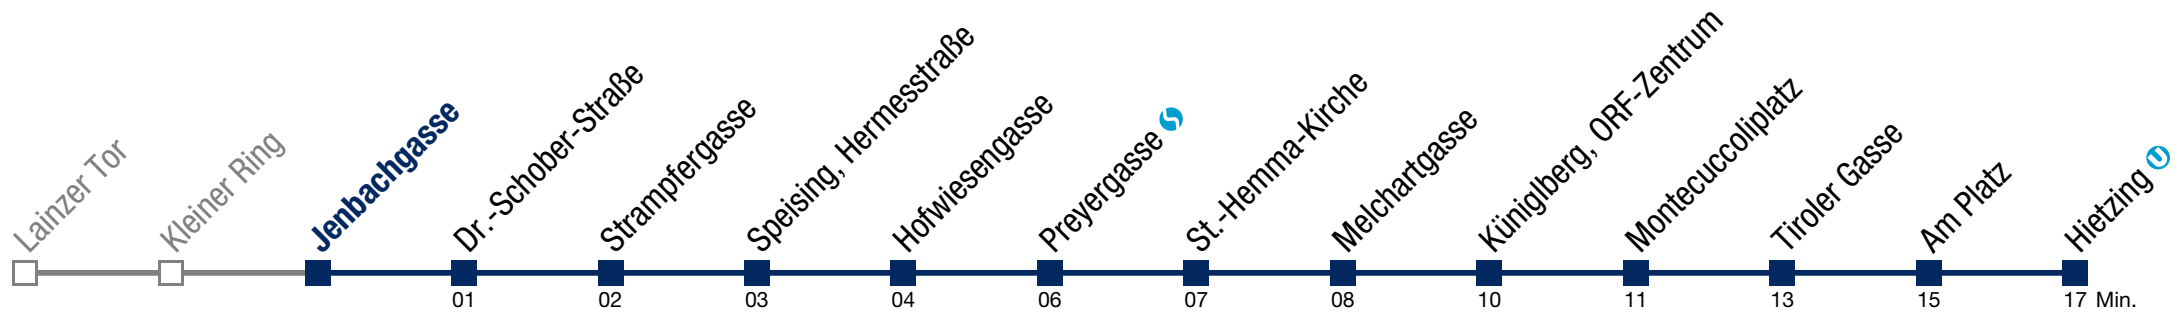 Lainzer Tor
Kleiner Ring
Jenbachgasse
Dr.-Schober-Straße
Strampfergasse
Speising, Hermesstraße
Hofwiesengasse
Preyergasse
St.-Hemma-Kirche
Melchartgasse
Küniglberg, ORF-Zentrum
Montecuccoliplatz
Tiroler Gasse
Am Platz
Hietzing U
01 02 03 04 06 07 08 10 11 13 15 17 Min.